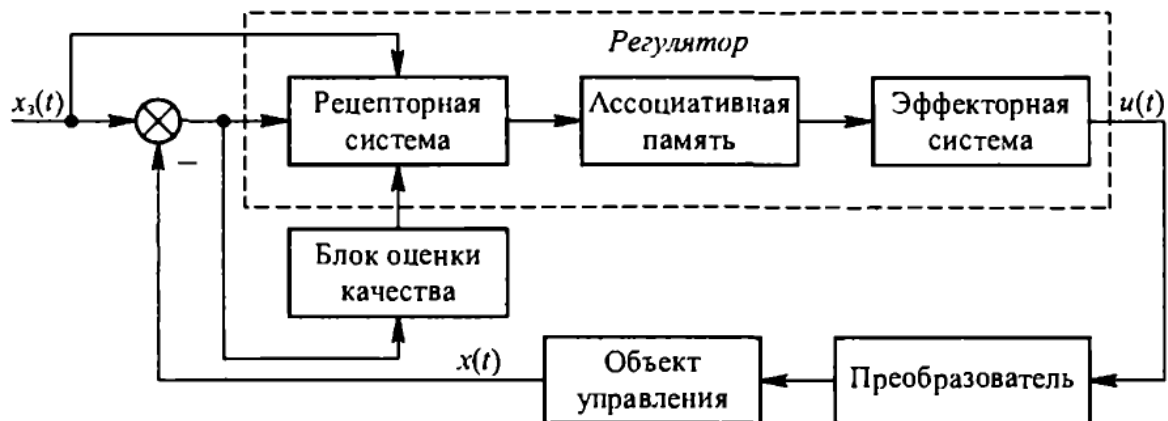 Регулятор
x₃(t)
Рецепторная
система
Ассоциативная
память
Эффекторная
система
u(t)
−
Блок оценки
качества
x(t)
Объект
управления
Преобразователь